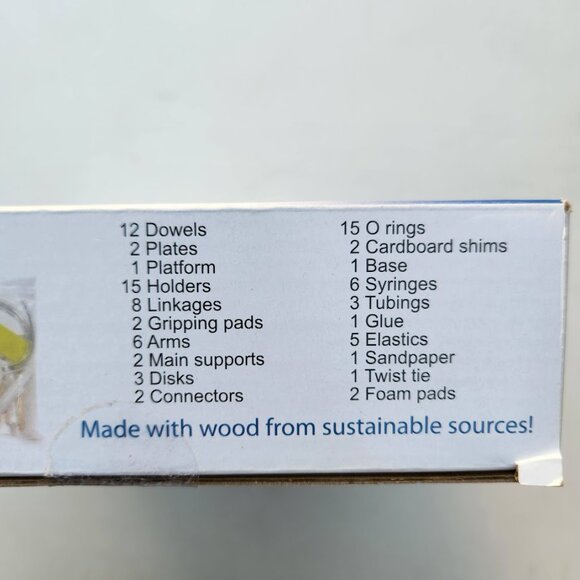 12 Dowels
2 Plates
1 Platform
15 Holders
8 Linkages
2 Gripping pads
6 Arms
2 Main supports
3 Disks
2 Connectors
15 O rings
2 Cardboard shims
1 Base
6 Syringes
3 Tubings
1 Glue
5 Elastics
1 Sandpaper
1 Twist tie
2 Foam pads
Made with wood from sustainable sources!